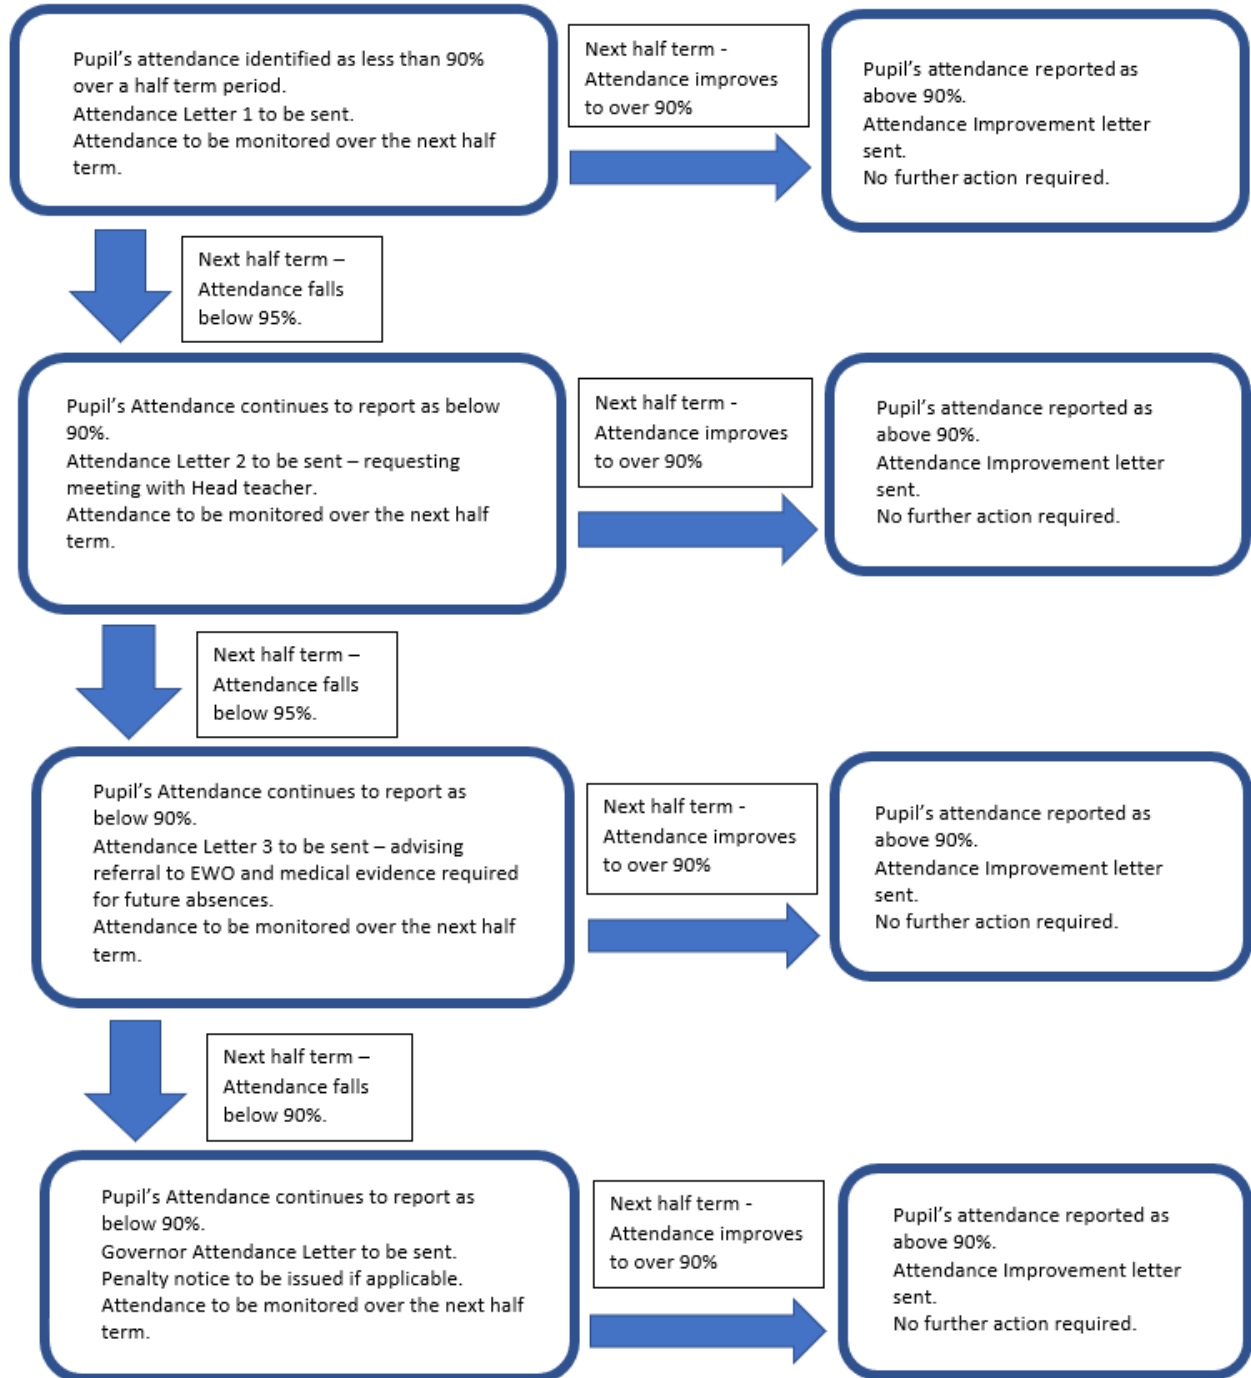 Pupil's attendance identified as less than 90%
over a half term period.
Attendance Letter 1 to be sent.
Attendance to be monitored over the next half
term.
Next half term -
Attendance improves
to over 90%
Pupil's attendance reported as
above 90%.
Attendance Improvement letter
sent.
No further action required.
Next half term –
Attendance falls
below 95%.
Pupil's Attendance continues to report as below
90%.
Attendance Letter 2 to be sent – requesting
meeting with Head teacher.
Attendance to be monitored over the next half
term.
Next half term -
Attendance improves
to over 90%
Pupil's attendance reported as
above 90%.
Attendance Improvement letter
sent.
No further action required.
Next half term –
Attendance falls
below 95%.
Pupil's Attendance continues to report as
below 90%.
Attendance Letter 3 to be sent – advising
referral to EWO and medical evidence required
for future absences.
Attendance to be monitored over the next half
term.
Next half term -
Attendance improves
to over 90%
Pupil's attendance reported as
above 90%.
Attendance Improvement letter
sent.
No further action required.
Next half term –
Attendance falls
below 90%.
Pupil's Attendance continues to report as
below 90%.
Governor Attendance Letter to be sent.
Penalty notice to be issued if applicable.
Attendance to be monitored over the next half
term.
Next half term -
Attendance improves
to over 90%
Pupil's attendance reported as
above 90%.
Attendance Improvement letter
sent.
No further action required.